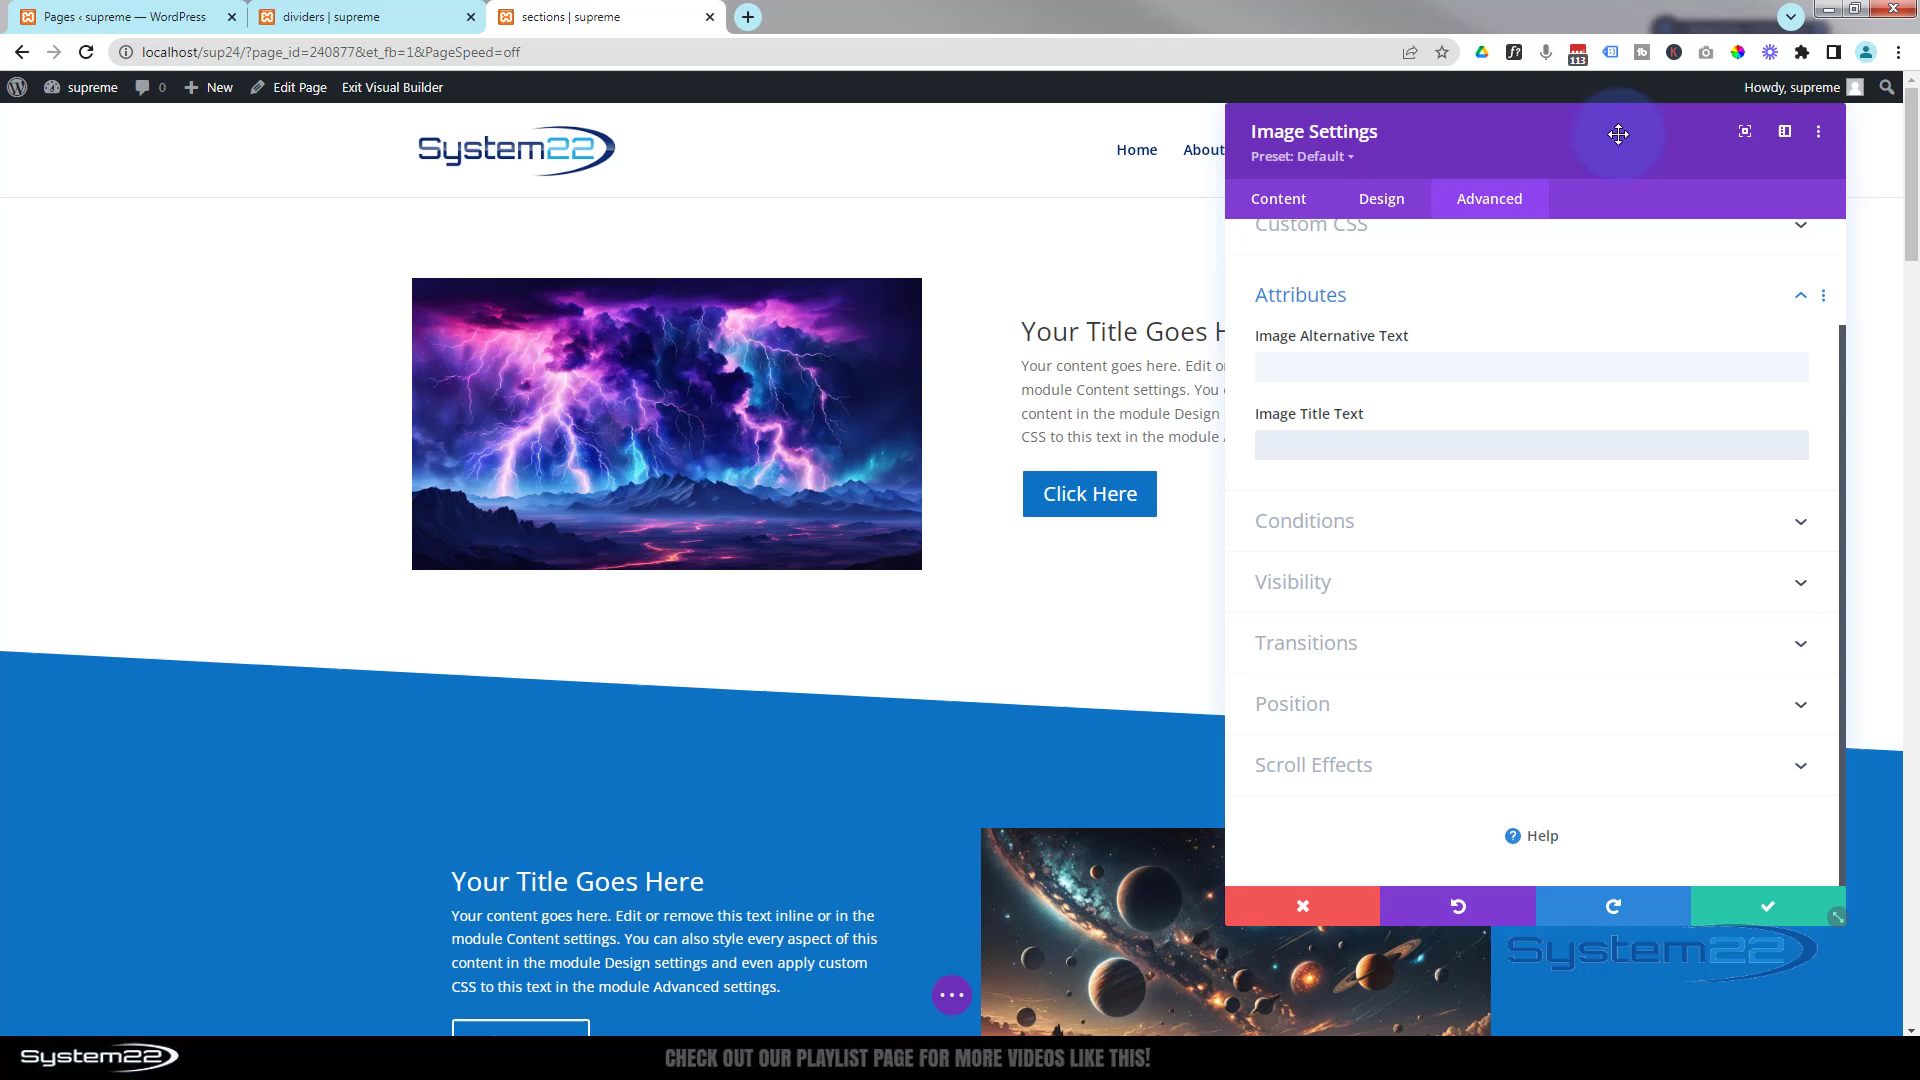 Pages ‹ supreme — WordPress
dividers | supreme
sections | supreme
localhost/sup24/?page_id=240877&et_fb=1&PageSpeed=off
113
supreme
0
New
Edit Page
Exit Visual Builder
Howdy, supreme
System22
Home
About
Image Settings
Preset: Default
Content
Design
Advanced
Custom CSS
Attributes
Image Alternative Text
Image Title Text
Conditions
Visibility
Transitions
Position
Scroll Effects
Help
Your Title Goes H
Your content goes here. Edit o
module Content settings. You
content in the module Design
CSS to this text in the module
Click Here
Your Title Goes Here
Your content goes here. Edit or remove this text inline or in the
module Content settings. You can also style every aspect of this
content in the module Design settings and even apply custom
CSS to this text in the module Advanced settings.
System22
System22
CHECK OUT OUR PLAYLIST PAGE FOR MORE VIDEOS LIKE THIS!